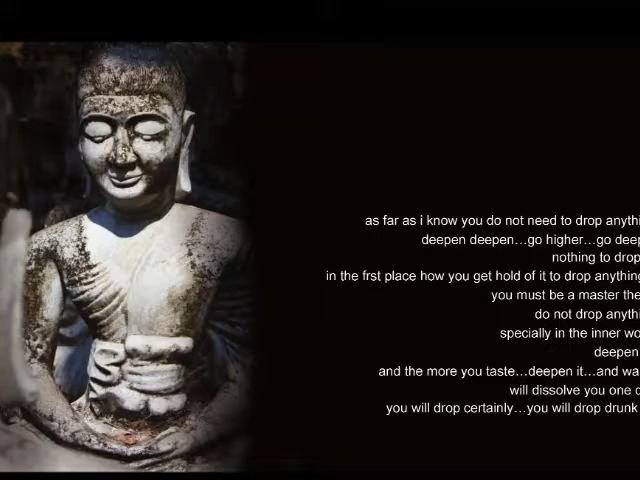 as far as i know you do not need to drop anythi
deepen deepen...go higher...go deep
nothing to drop
in the frst place how you get hold of it to drop anything
you must be a master the
do not drop anythi
specially in the inner wo
deepen
and the more you taste...deepen it...and wa
will dissolve you one d
you will drop certainly...you will drop drunk